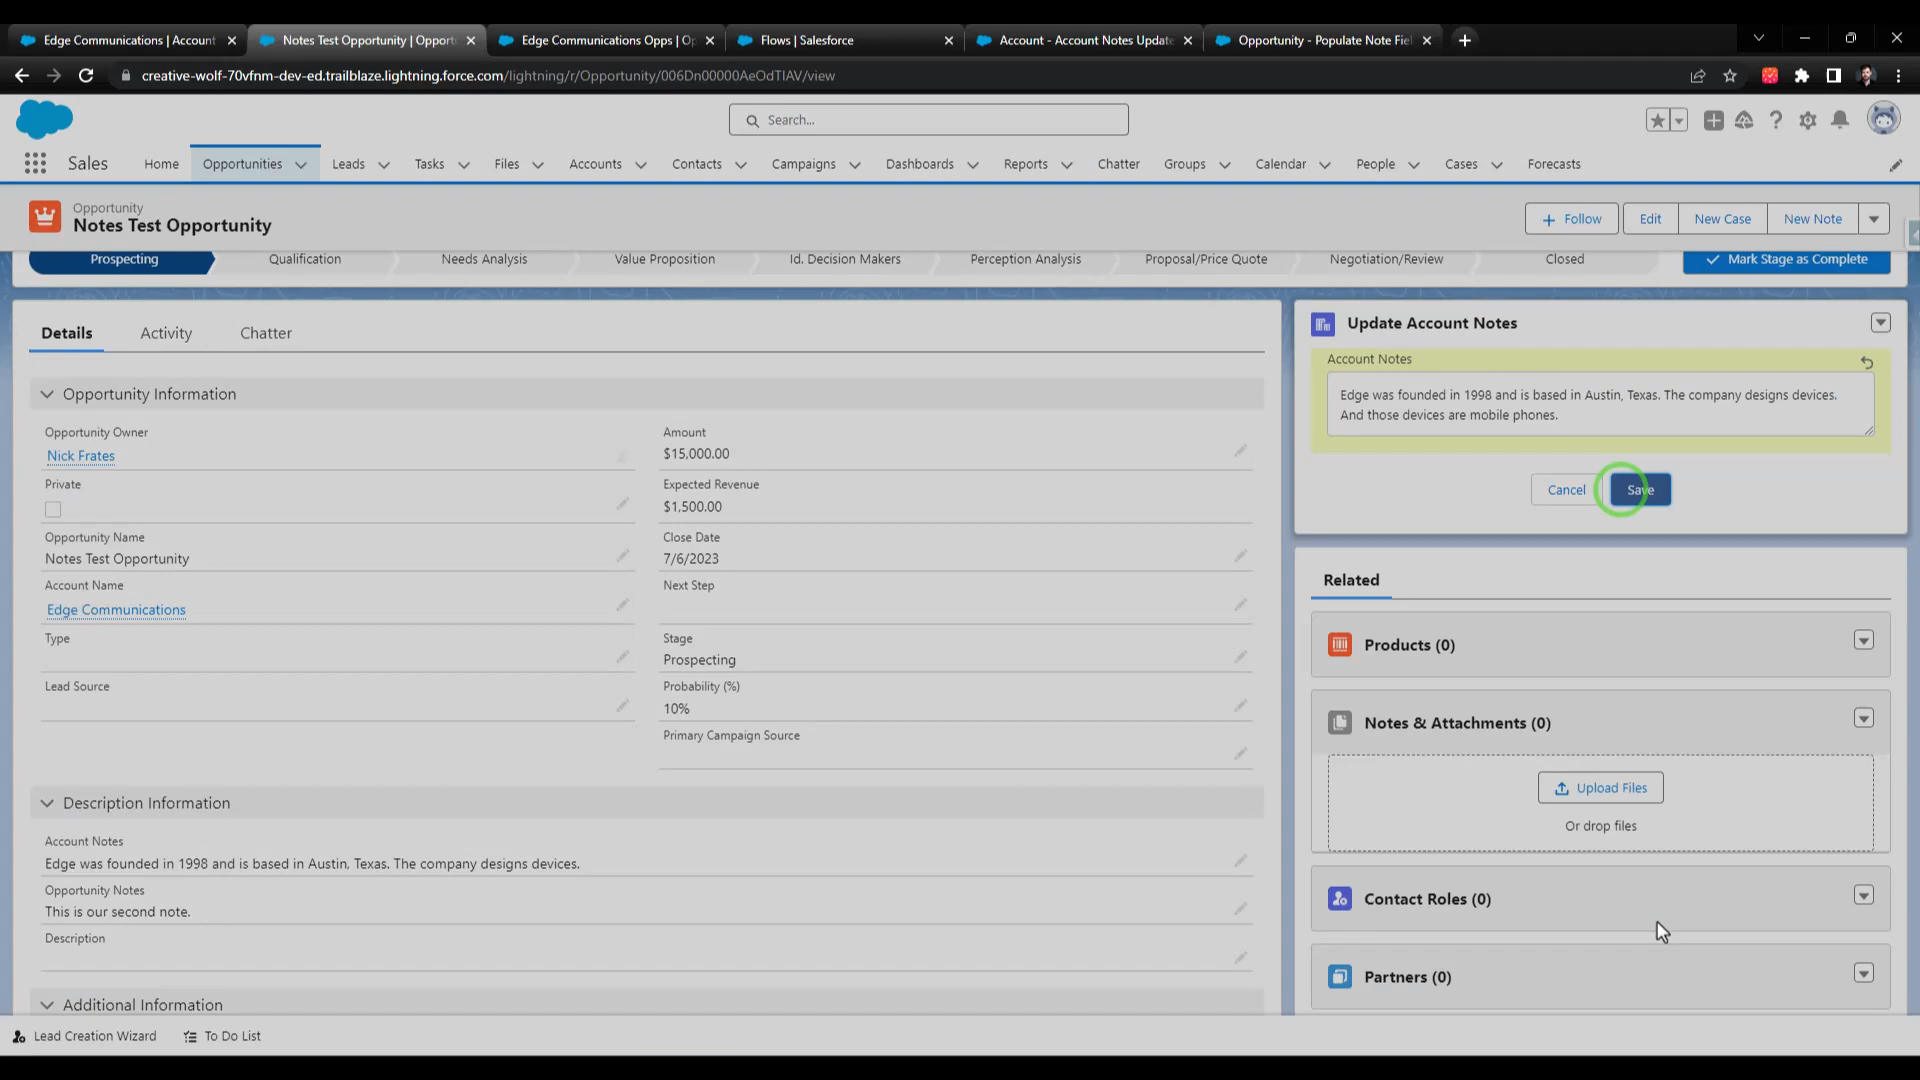 Edge Communications | Account
Notes Test Opportunity | Opport
Edge Communications Opps | Op
Flows | Salesforce
Account - Account Notes Update
Opportunity - Populate Note Fiel
creative-wolf-70vfnm-dev-ed.trailblaze.lightning.force.com/lightning/r/Opportunity/006Dn00000AeOdTIAV/view
Search...
Sales
Home
Opportunities
Leads
Tasks
Files
Accounts
Contacts
Campaigns
Dashboards
Reports
Chatter
Groups
Calendar
People
Cases
Forecasts
Opportunity
Notes Test Opportunity
Follow
Edit
New Case
New Note
Prospecting
Qualification
Needs Analysis
Value Proposition
Id. Decision Makers
Perception Analysis
Proposal/Price Quote
Negotiation/Review
Closed
Mark Stage as Complete
Details
Activity
Chatter
Opportunity Information
Opportunity Owner
Nick Frates
Private
Opportunity Name
Notes Test Opportunity
Account Name
Edge Communications
Type
Lead Source
Amount
$15,000.00
Expected Revenue
$1,500.00
Close Date
7/6/2023
Next Step
Stage
Prospecting
Probability (%)
10%
Primary Campaign Source
Description Information
Account Notes
Edge was founded in 1998 and is based in Austin, Texas. The company designs devices.
Opportunity Notes
This is our second note.
Description
Additional Information
Update Account Notes
Account Notes
Edge was founded in 1998 and is based in Austin, Texas. The company designs devices.
And those devices are mobile phones.
Cancel
Save
Related
Products (0)
Notes & Attachments (0)
Upload Files
Or drop files
Contact Roles (0)
Partners (0)
Lead Creation Wizard
To Do List